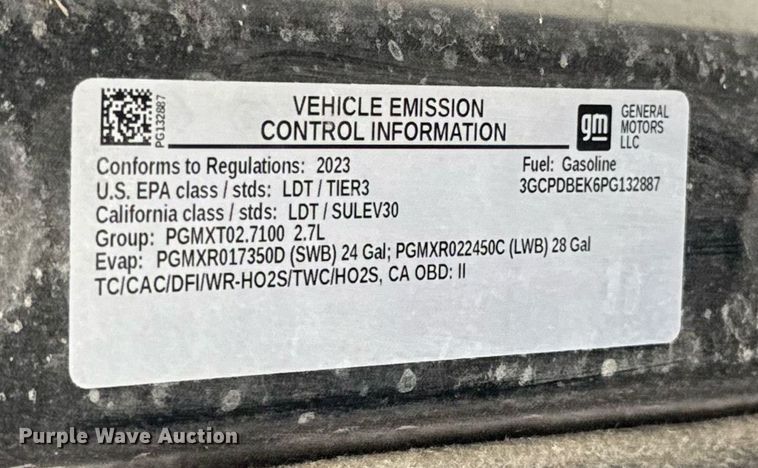 PG132887
VEHICLE EMISSION
CONTROL INFORMATION
gm
GENERAL
MOTORS
LLC
Conforms to Regulations: 2023
Fuel: Gasoline
U.S. EPA class / stds: LDT / TIER3
3GCPDBEK6PG132887
California class / stds: LDT / SULEV30
Group: PGMXT02.7100 2.7L
Evap: PGMXR017350D (SWB) 24 Gal; PGMXR022450C (LWB) 28 Gal
TC/CAC/DFI/WR-HO2S/TWC/HO2S, CA OBD: II
Purple Wave Auction